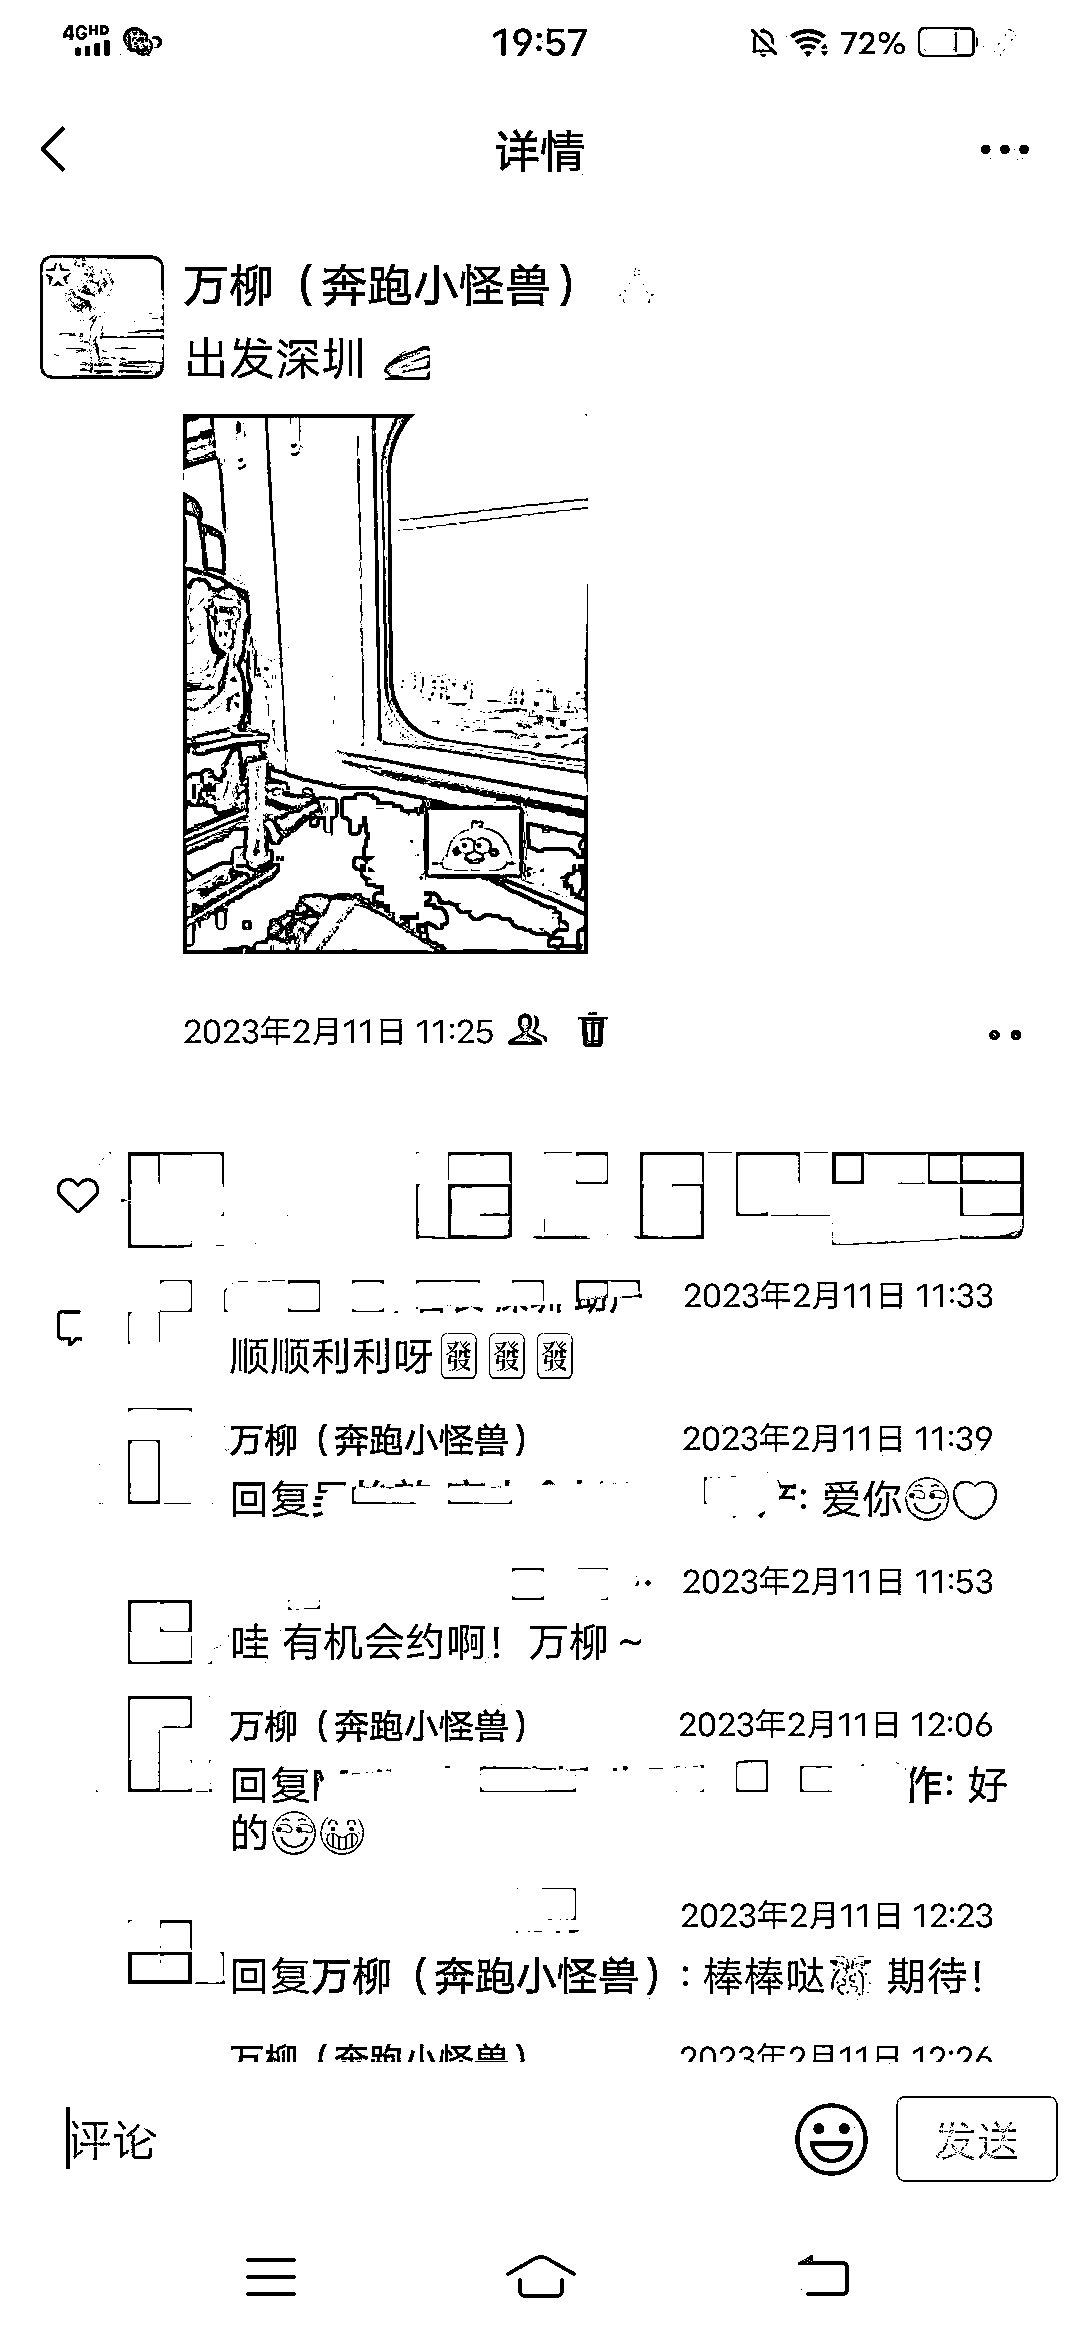 4GHD
19:57
72%
详情
万柳（奔跑小怪兽）
出发深圳
2023年2月11日 11:25
2023年2月11日 11:33
顺顺利利呀發發發
万柳（奔跑小怪兽）
2023年2月11日 11:39
回复
: 爱你
2023年2月11日 11:53
哇 有机会约啊！万柳～
万柳（奔跑小怪兽）
2023年2月11日 12:06
回复
作: 好
的
2023年2月11日 12:23
回复万柳（奔跑小怪兽）: 棒棒哒 期待！
万柳（奔跑小怪兽）
2023年2月11日 12:26
评论
发送